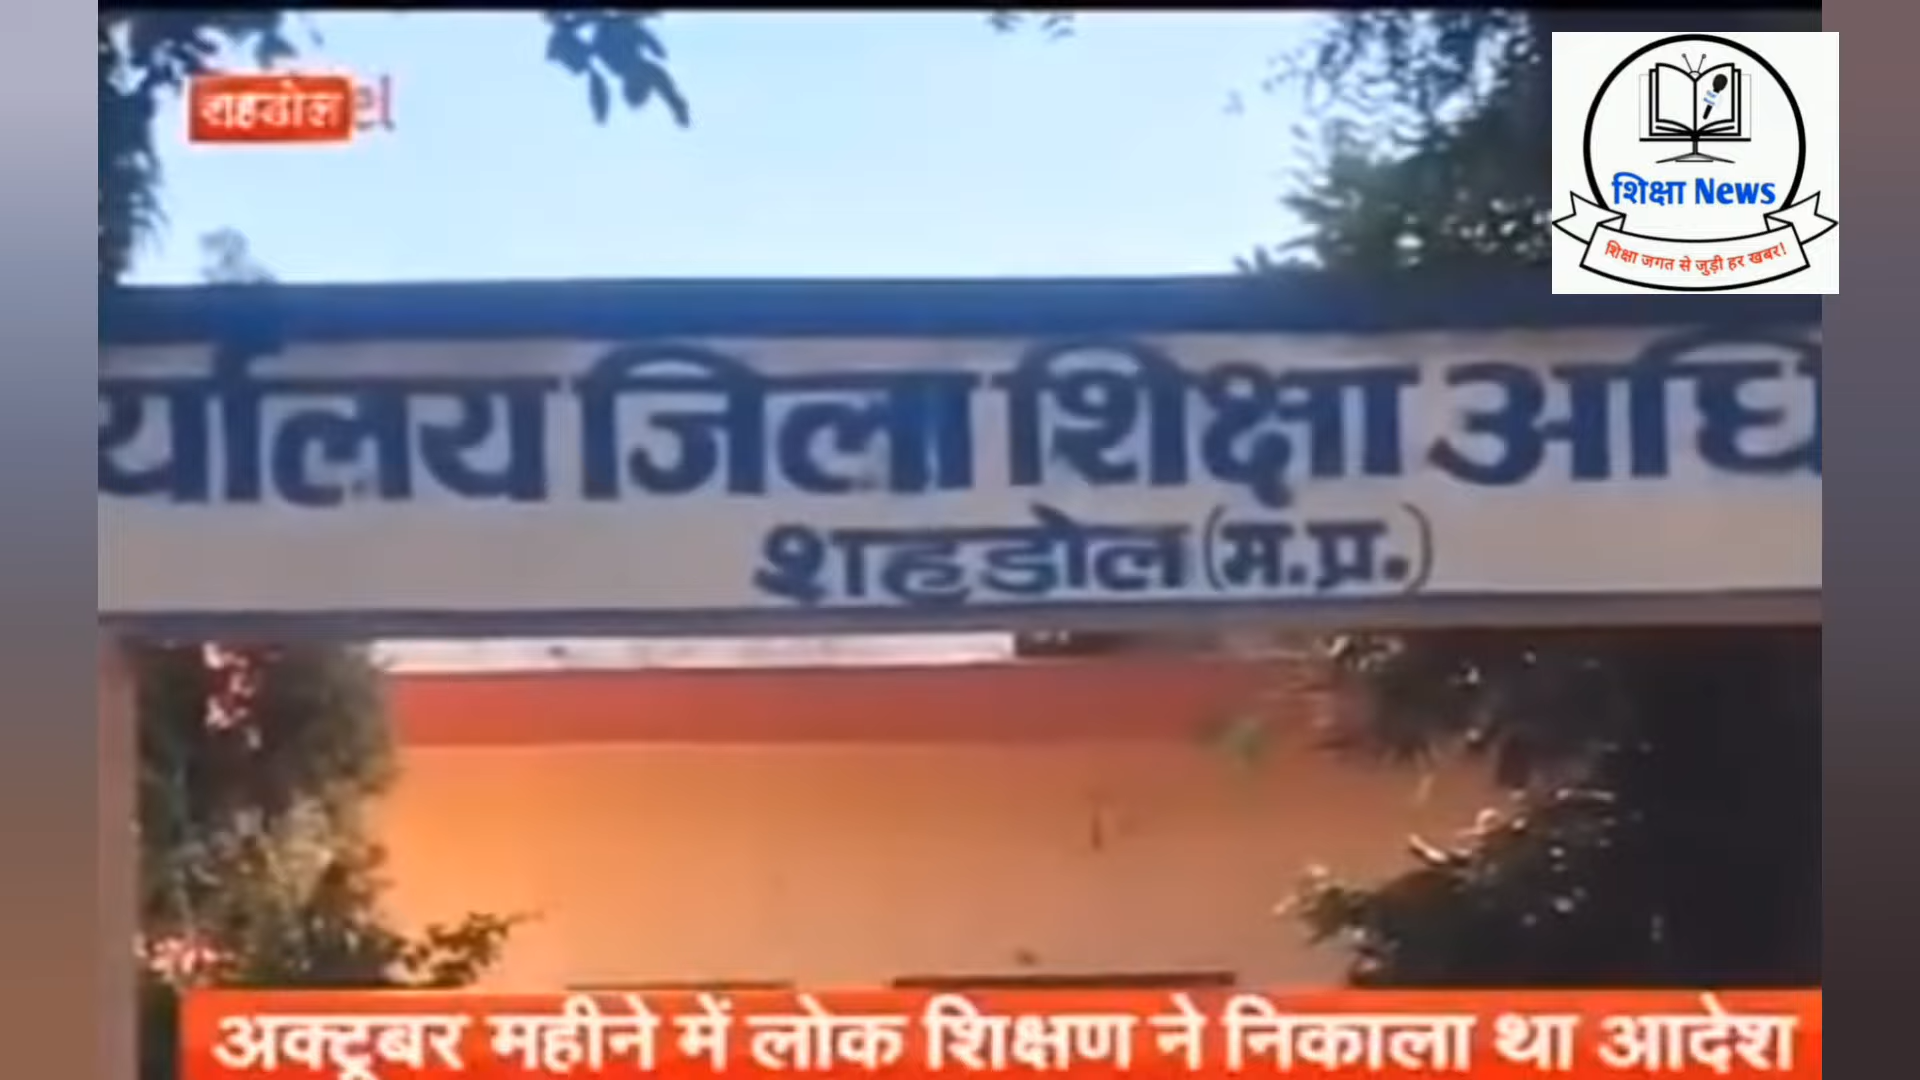 शहडोल
शिक्षा News
शिक्षा जगत से जुड़ी हर खबर!
र्यालय जिला शिक्षा अधि
शहडोल (म.प्र.)
अक्टूबर महीने में लोक शिक्षण ने निकाला था आदेश